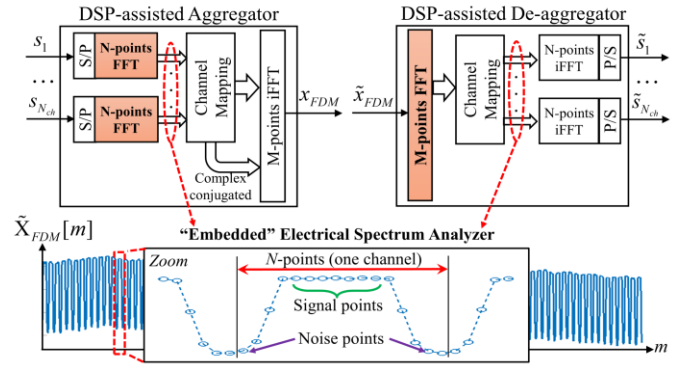 DSP-assisted Aggregator
s1
...
sNch
S/P
N-points
FFT
S/P
N-points
FFT
Channel
Mapping
Complex
conjugated
M-points iFFT
xFDM
DSP-assisted De-aggregator
x̃FDM
M-points FFT
Channel
Mapping
N-points
iFFT
P/S
N-points
iFFT
P/S
s̃1
...
s̃Nch
"Embedded" Electrical Spectrum Analyzer
X̃FDM[m]
Zoom
N-points (one channel)
Signal points
Noise points
m